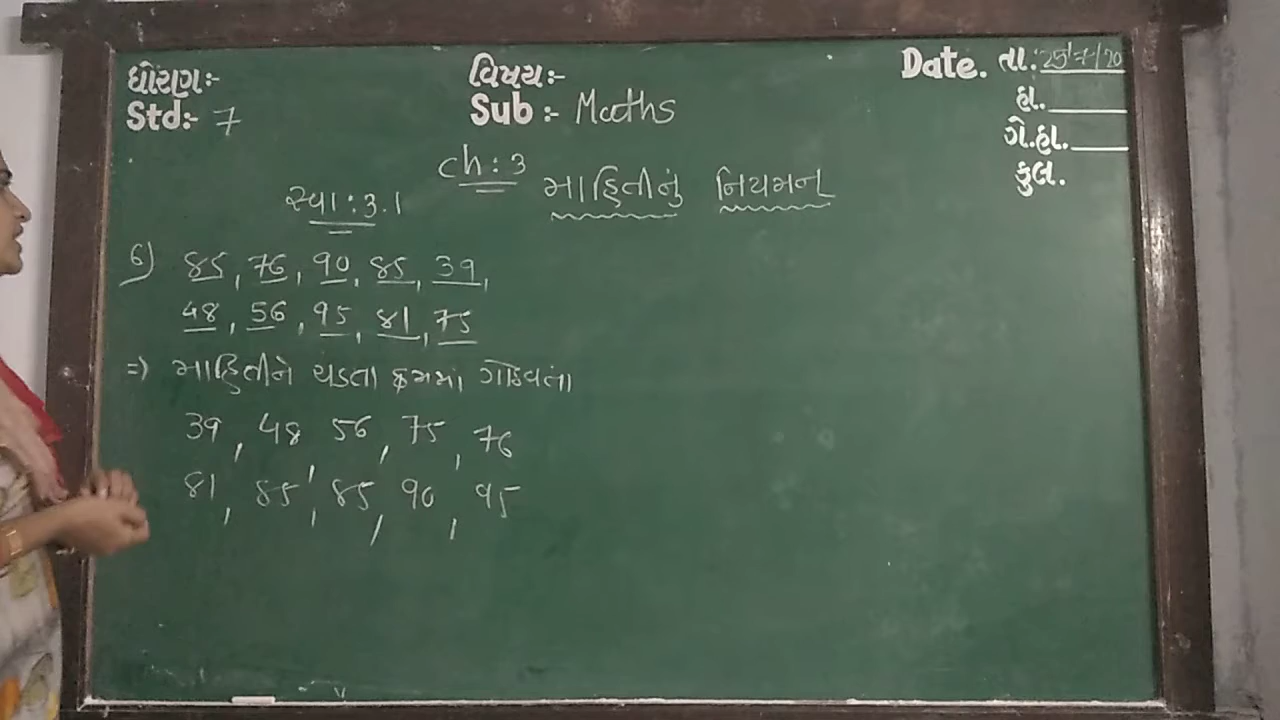 ધોરણ:-
વિષય:-
Date. તા. 25/7/20
Std:- 7
Sub :- Maths
હા.
ગે.હા.
કુલ.
ch : 3 માહિતીનું નિયમન
સ્વા : 3.1
6) 85, 76, 90, 85, 39,
48, 56, 95, 81, 75
=> માહિતીને ચડતા ક્રમમાં ગોઠવતા
39, 48, 56, 75, 76
81, 85, 85, 90, 95